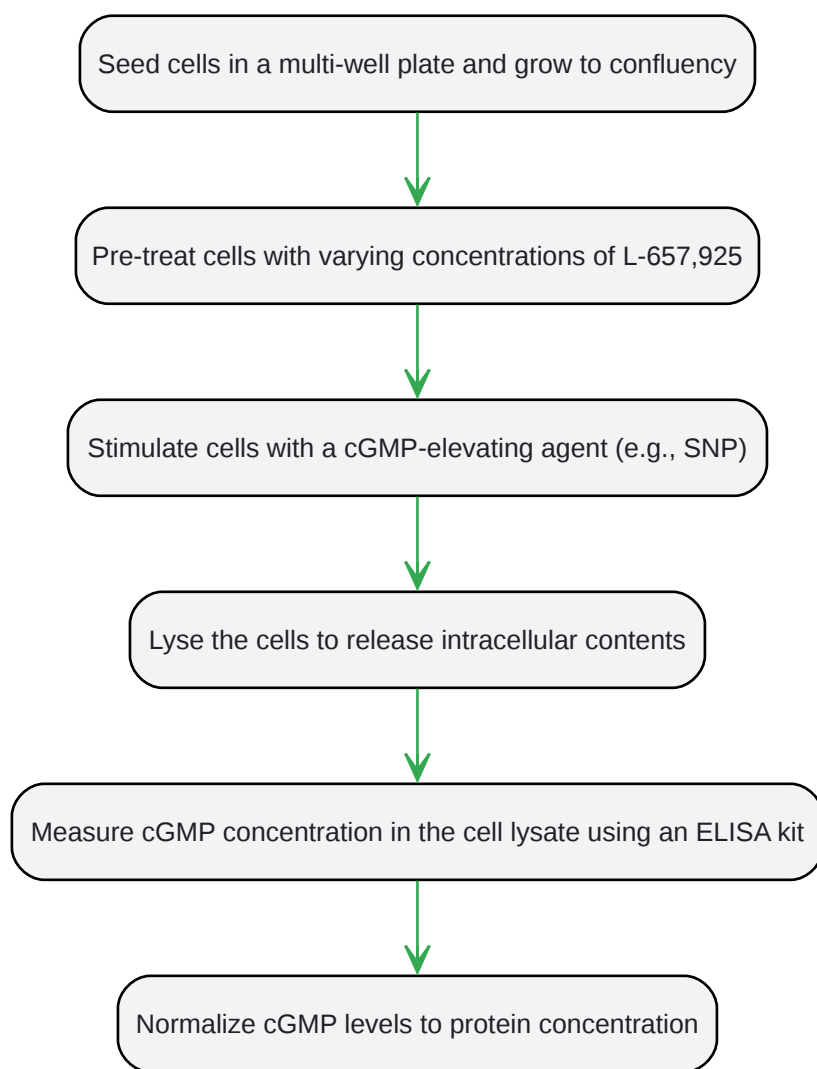 Seed cells in a multi-well plate and grow to confluency
Pre-treat cells with varying concentrations of L-657,925
Stimulate cells with a cGMP-elevating agent (e.g., SNP)
Lyse the cells to release intracellular contents
Measure cGMP concentration in the cell lysate using an ELISA kit
Normalize cGMP levels to protein concentration